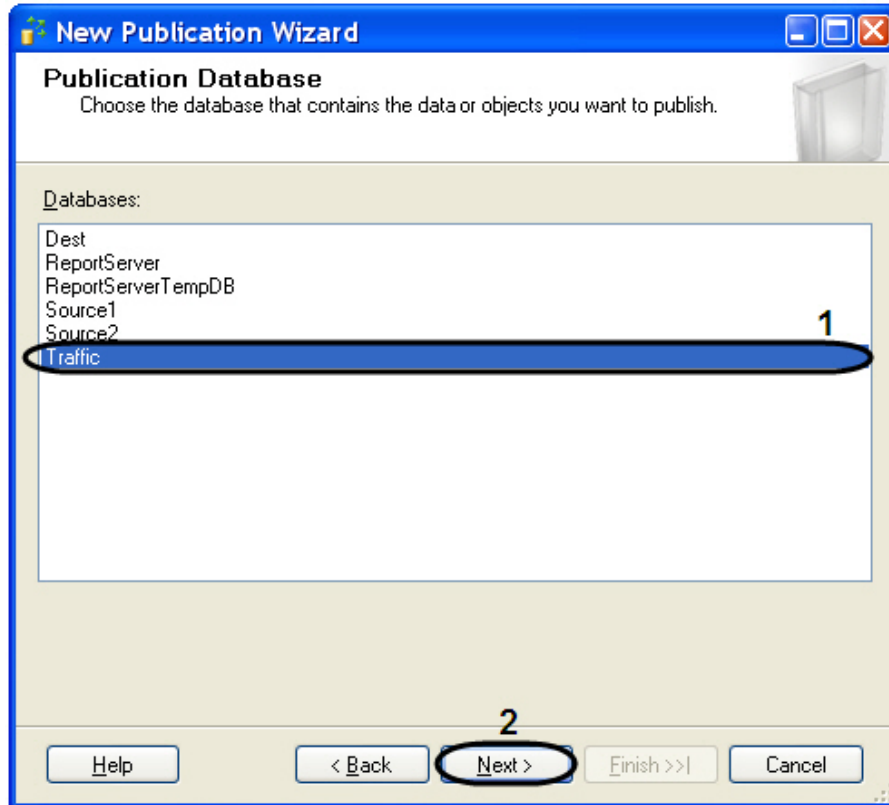 New Publication Wizard
Publication Database
Choose the database that contains the data or objects you want to publish.
Databases:
Dest
ReportServer
ReportServerTempDB
Source1
Source2
1
Traffic
2
Help
< Back
Next >
Finish >>|
Cancel